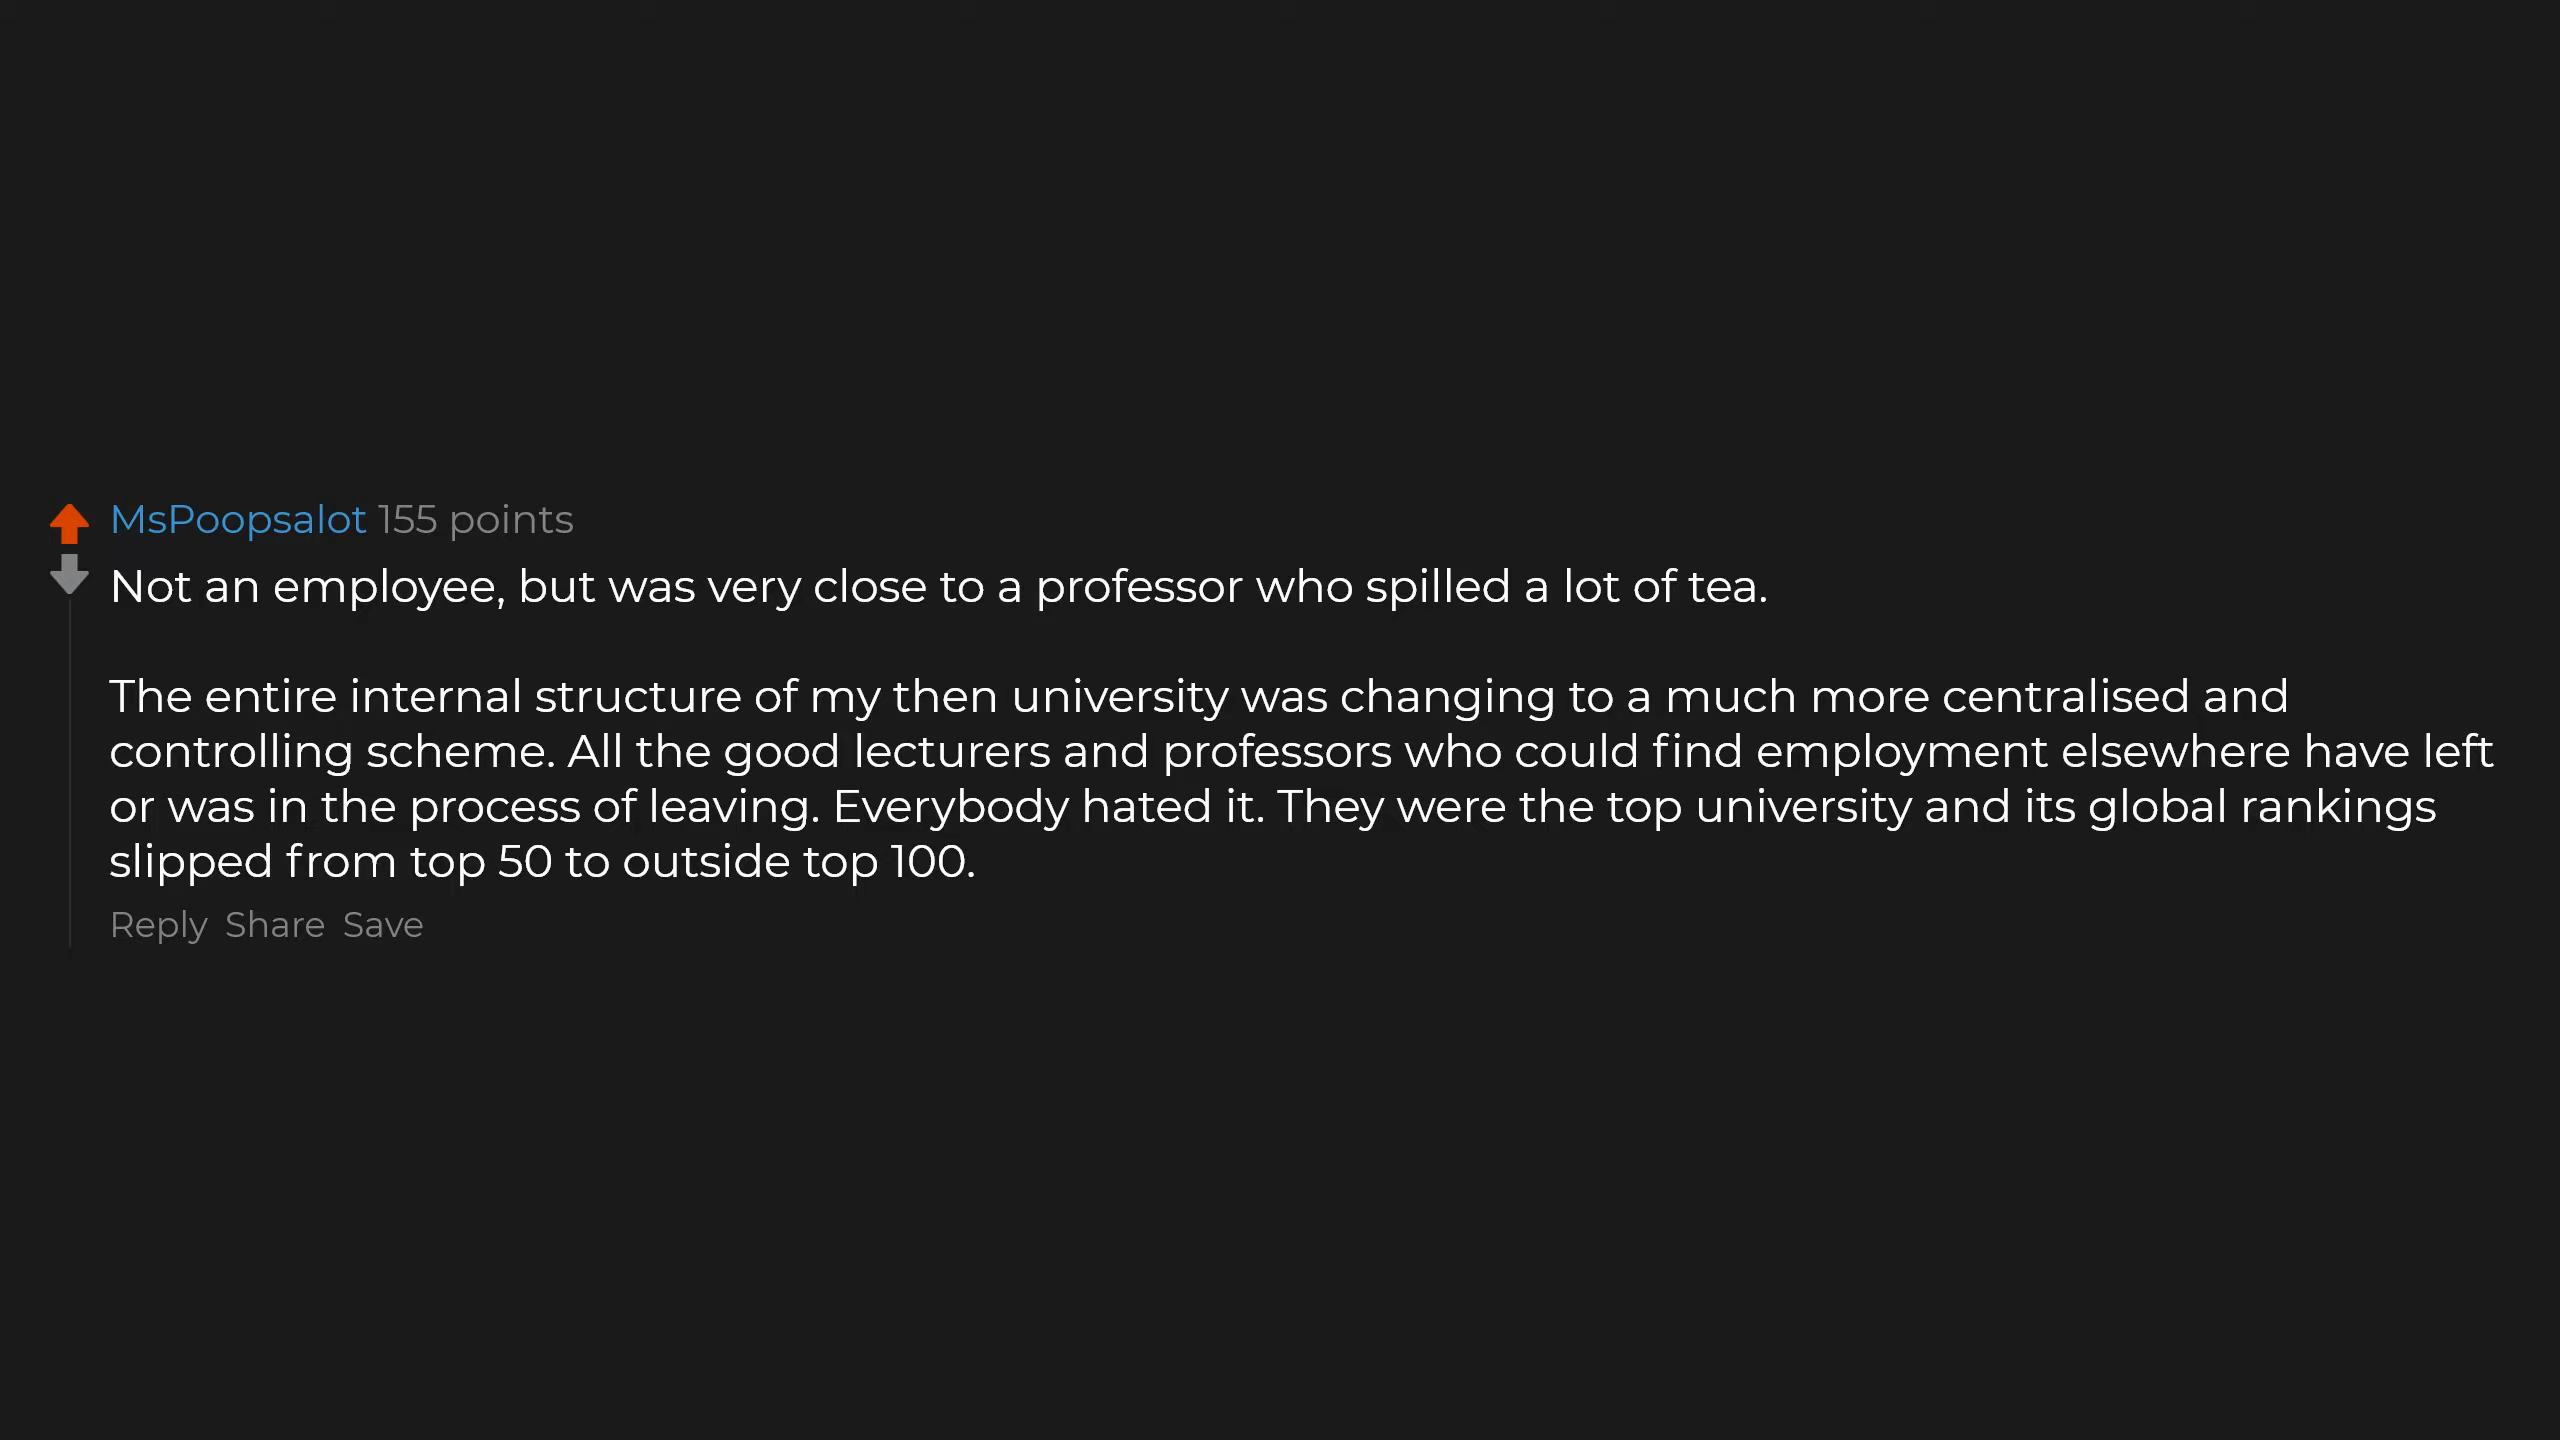 MsPoopsalot 155 points
Not an employee, but was very close to a professor who spilled a lot of tea.
The entire internal structure of my then university was changing to a much more centralised and
controlling scheme. All the good lecturers and professors who could find employment elsewhere have left
or was in the process of leaving. Everybody hated it. They were the top university and its global rankings
slipped from top 50 to outside top 100.
Reply Share Save